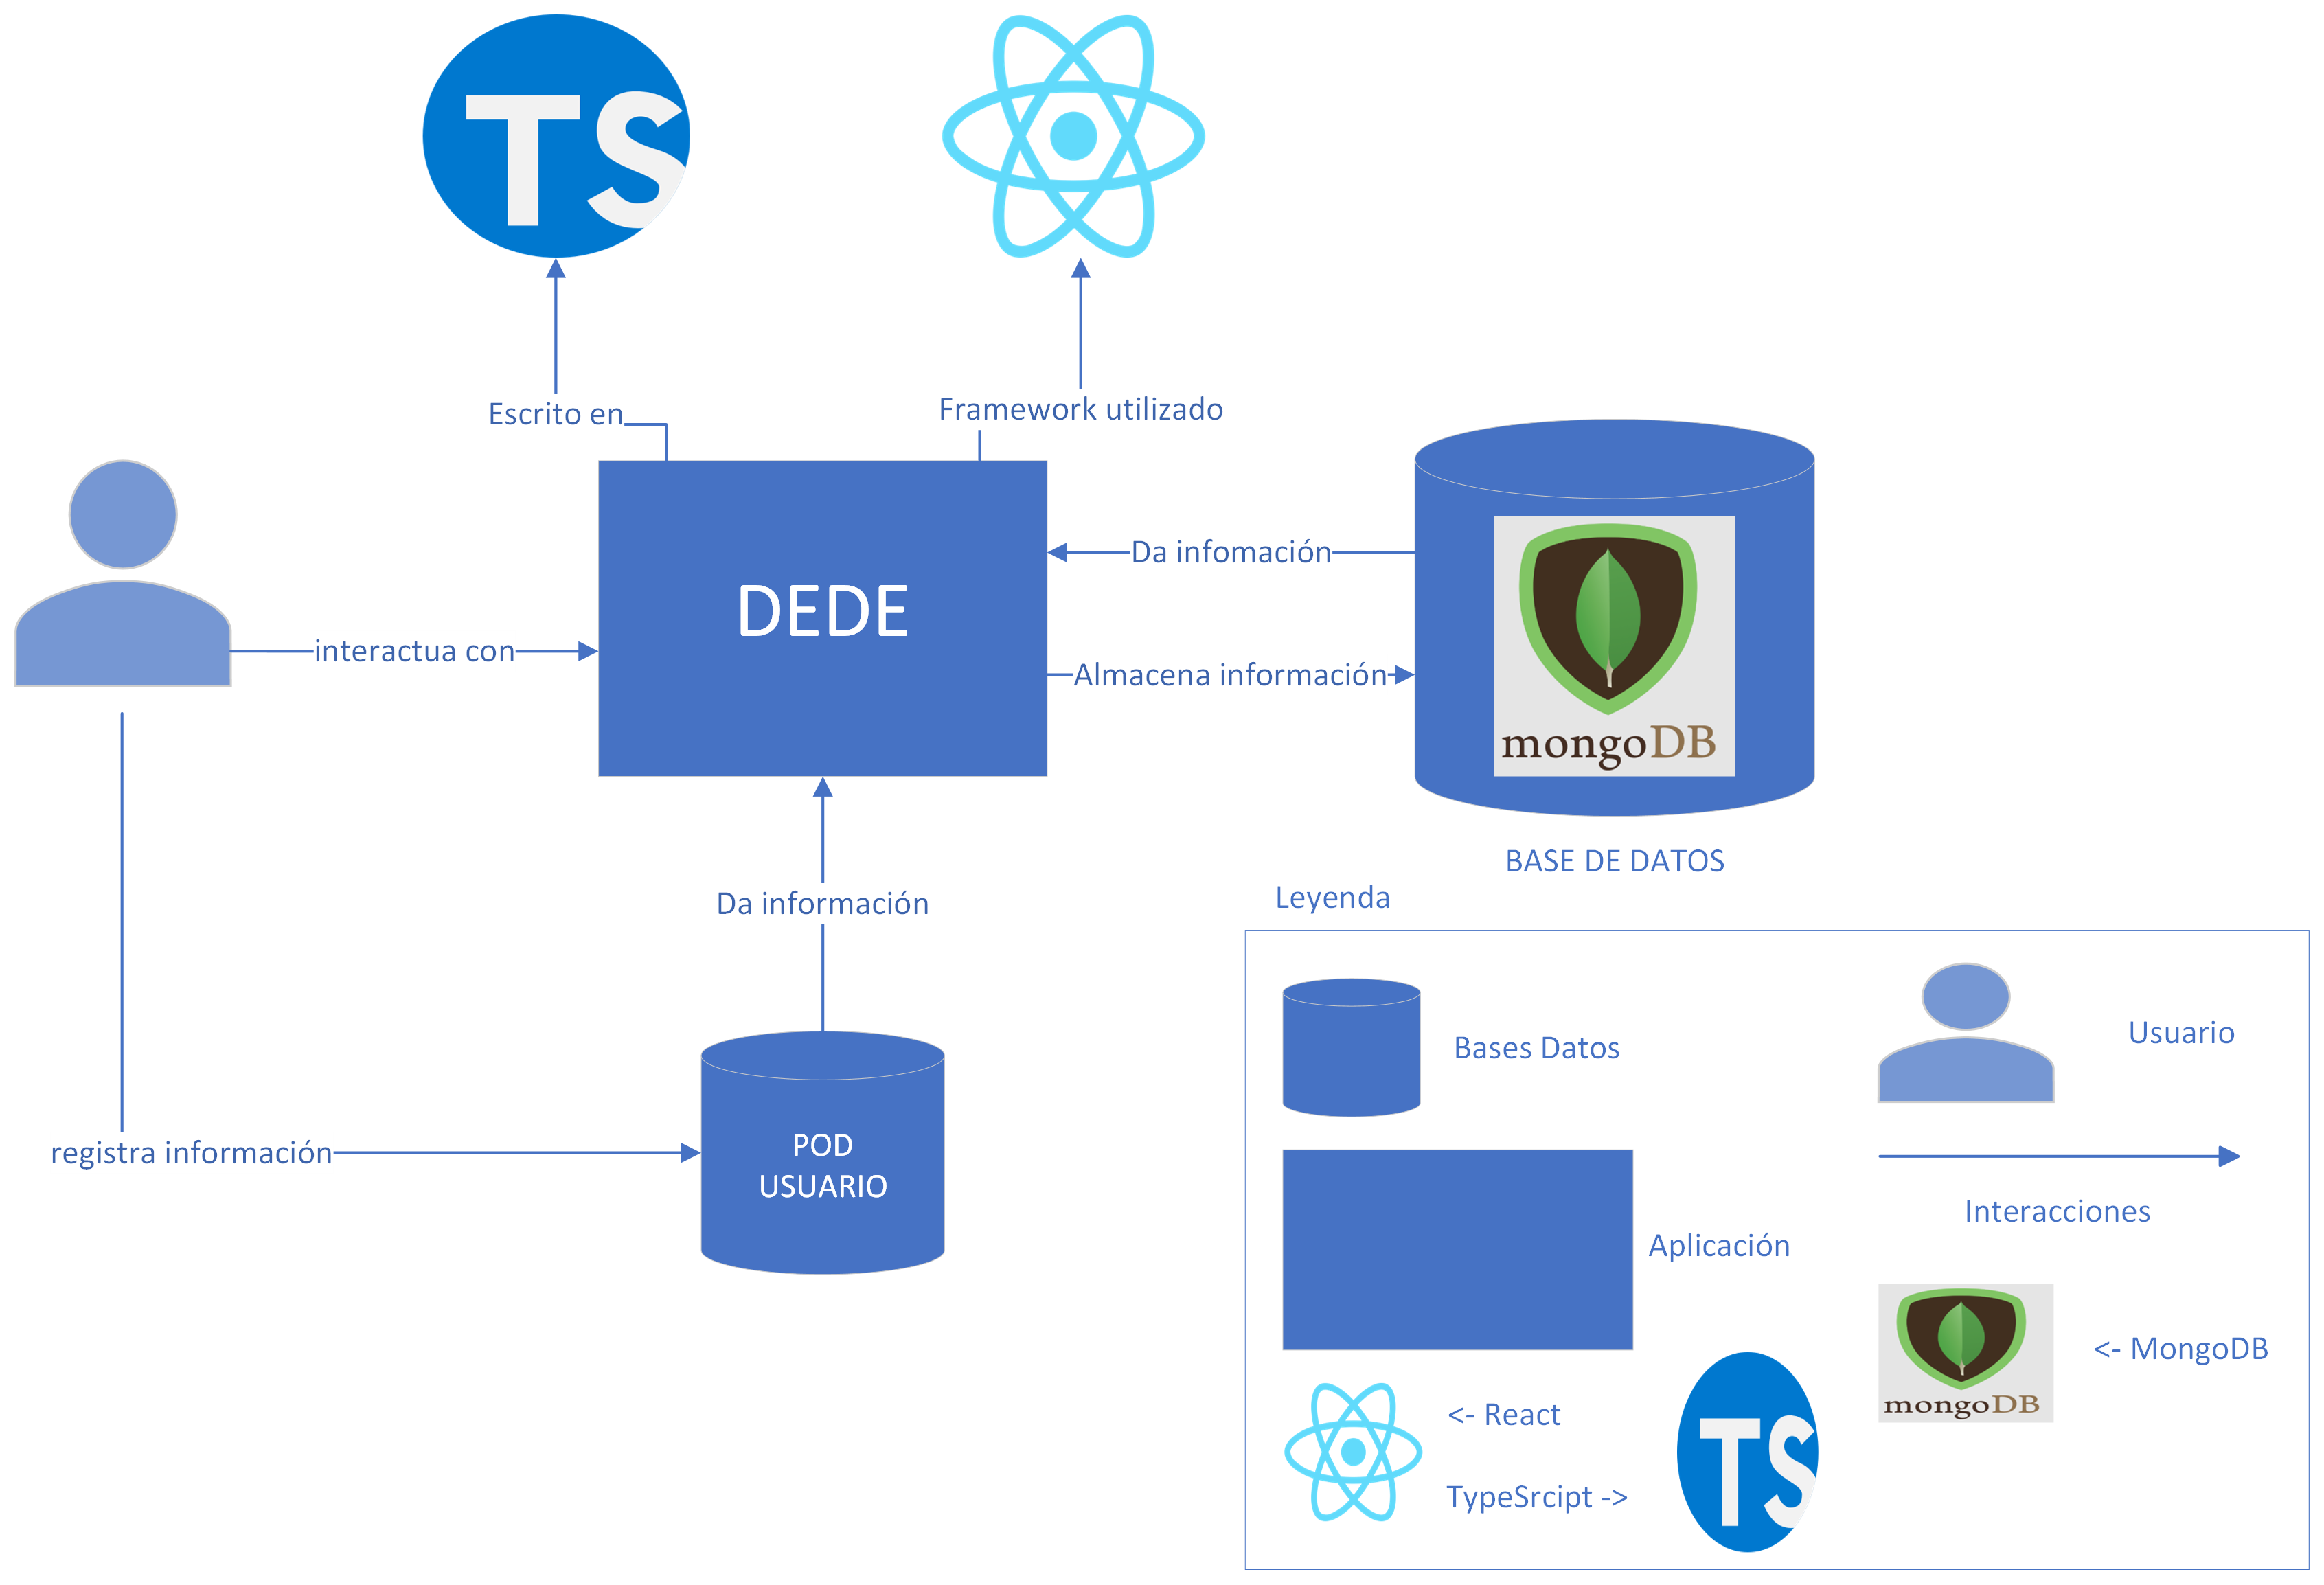 TS
Escrito en
Framework utilizado
DEDE
Da infomación
interactua con
Almacena información
mongoDB
BASE DE DATOS
Da información
registra información
POD
USUARIO
Leyenda
Bases Datos
Usuario
Interacciones
Aplicación
mongoDB
<- MongoDB
<- React
TypeSrcipt ->
TS